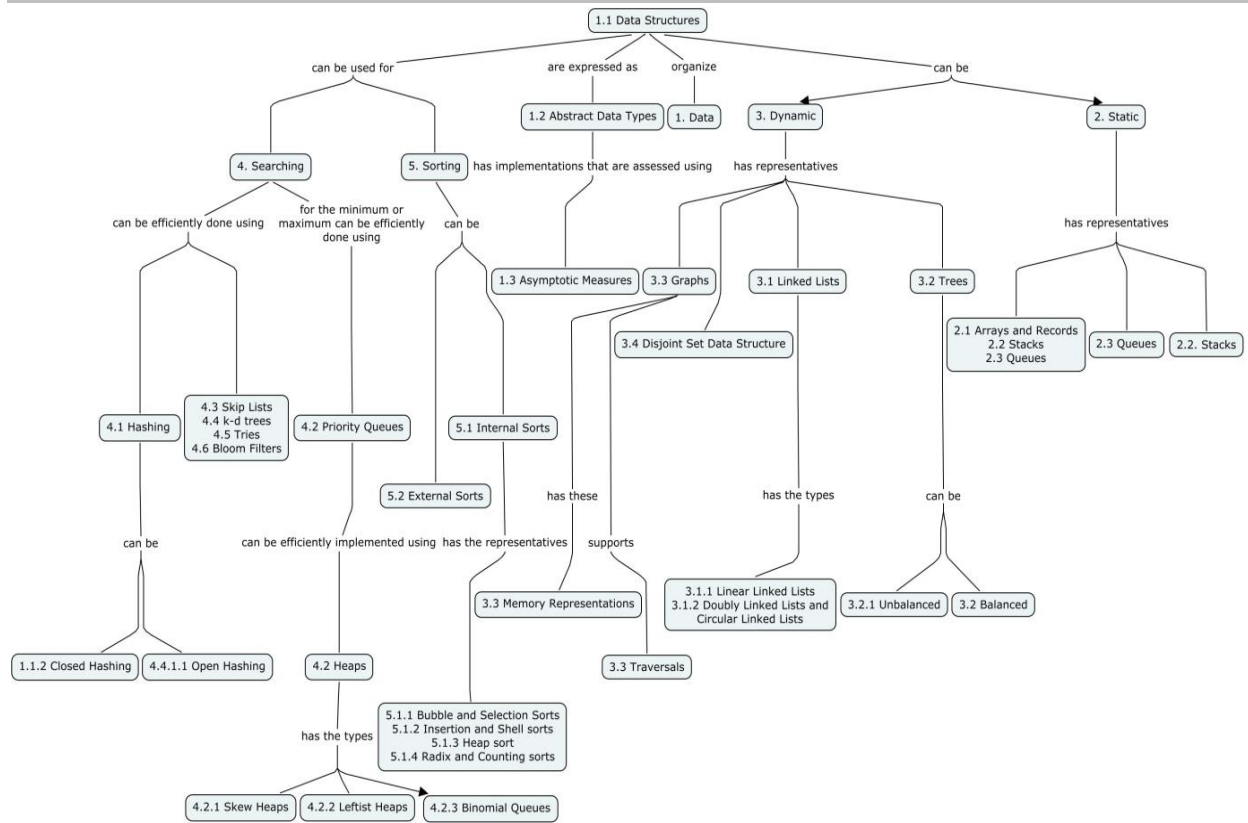 1.1 Data Structures
can be used for
are expressed as
organize
can be
1.2 Abstract Data Types
1. Data
3. Dynamic
2. Static
4. Searching
5. Sorting
has implementations that are assessed using
has representatives
can be efficiently done using
for the minimum or
maximum can be efficiently
done using
can be
has representatives
1.3 Asymptotic Measures
3.3 Graphs
3.1 Linked Lists
3.2 Trees
3.4 Disjoint Set Data Structure
2.1 Arrays and Records
2.2 Stacks
2.3 Queues
2.3 Queues
2.2. Stacks
4.1 Hashing
4.3 Skip Lists
4.4 k-d trees
4.5 Tries
4.6 Bloom Filters
4.2 Priority Queues
5.1 Internal Sorts
5.2 External Sorts
has these
has the types
can be
can be
can be efficiently implemented using
has the representatives
supports
3.3 Memory Representations
3.1.1 Linear Linked Lists
3.1.2 Doubly Linked Lists and
Circular Linked Lists
3.2.1 Unbalanced
3.2 Balanced
1.1.2 Closed Hashing
4.4.1.1 Open Hashing
4.2 Heaps
3.3 Traversals
has the types
5.1.1 Bubble and Selection Sorts
5.1.2 Insertion and Shell sorts
5.1.3 Heap sort
5.1.4 Radix and Counting sorts
4.2.1 Skew Heaps
4.2.2 Leftist Heaps
4.2.3 Binomial Queues